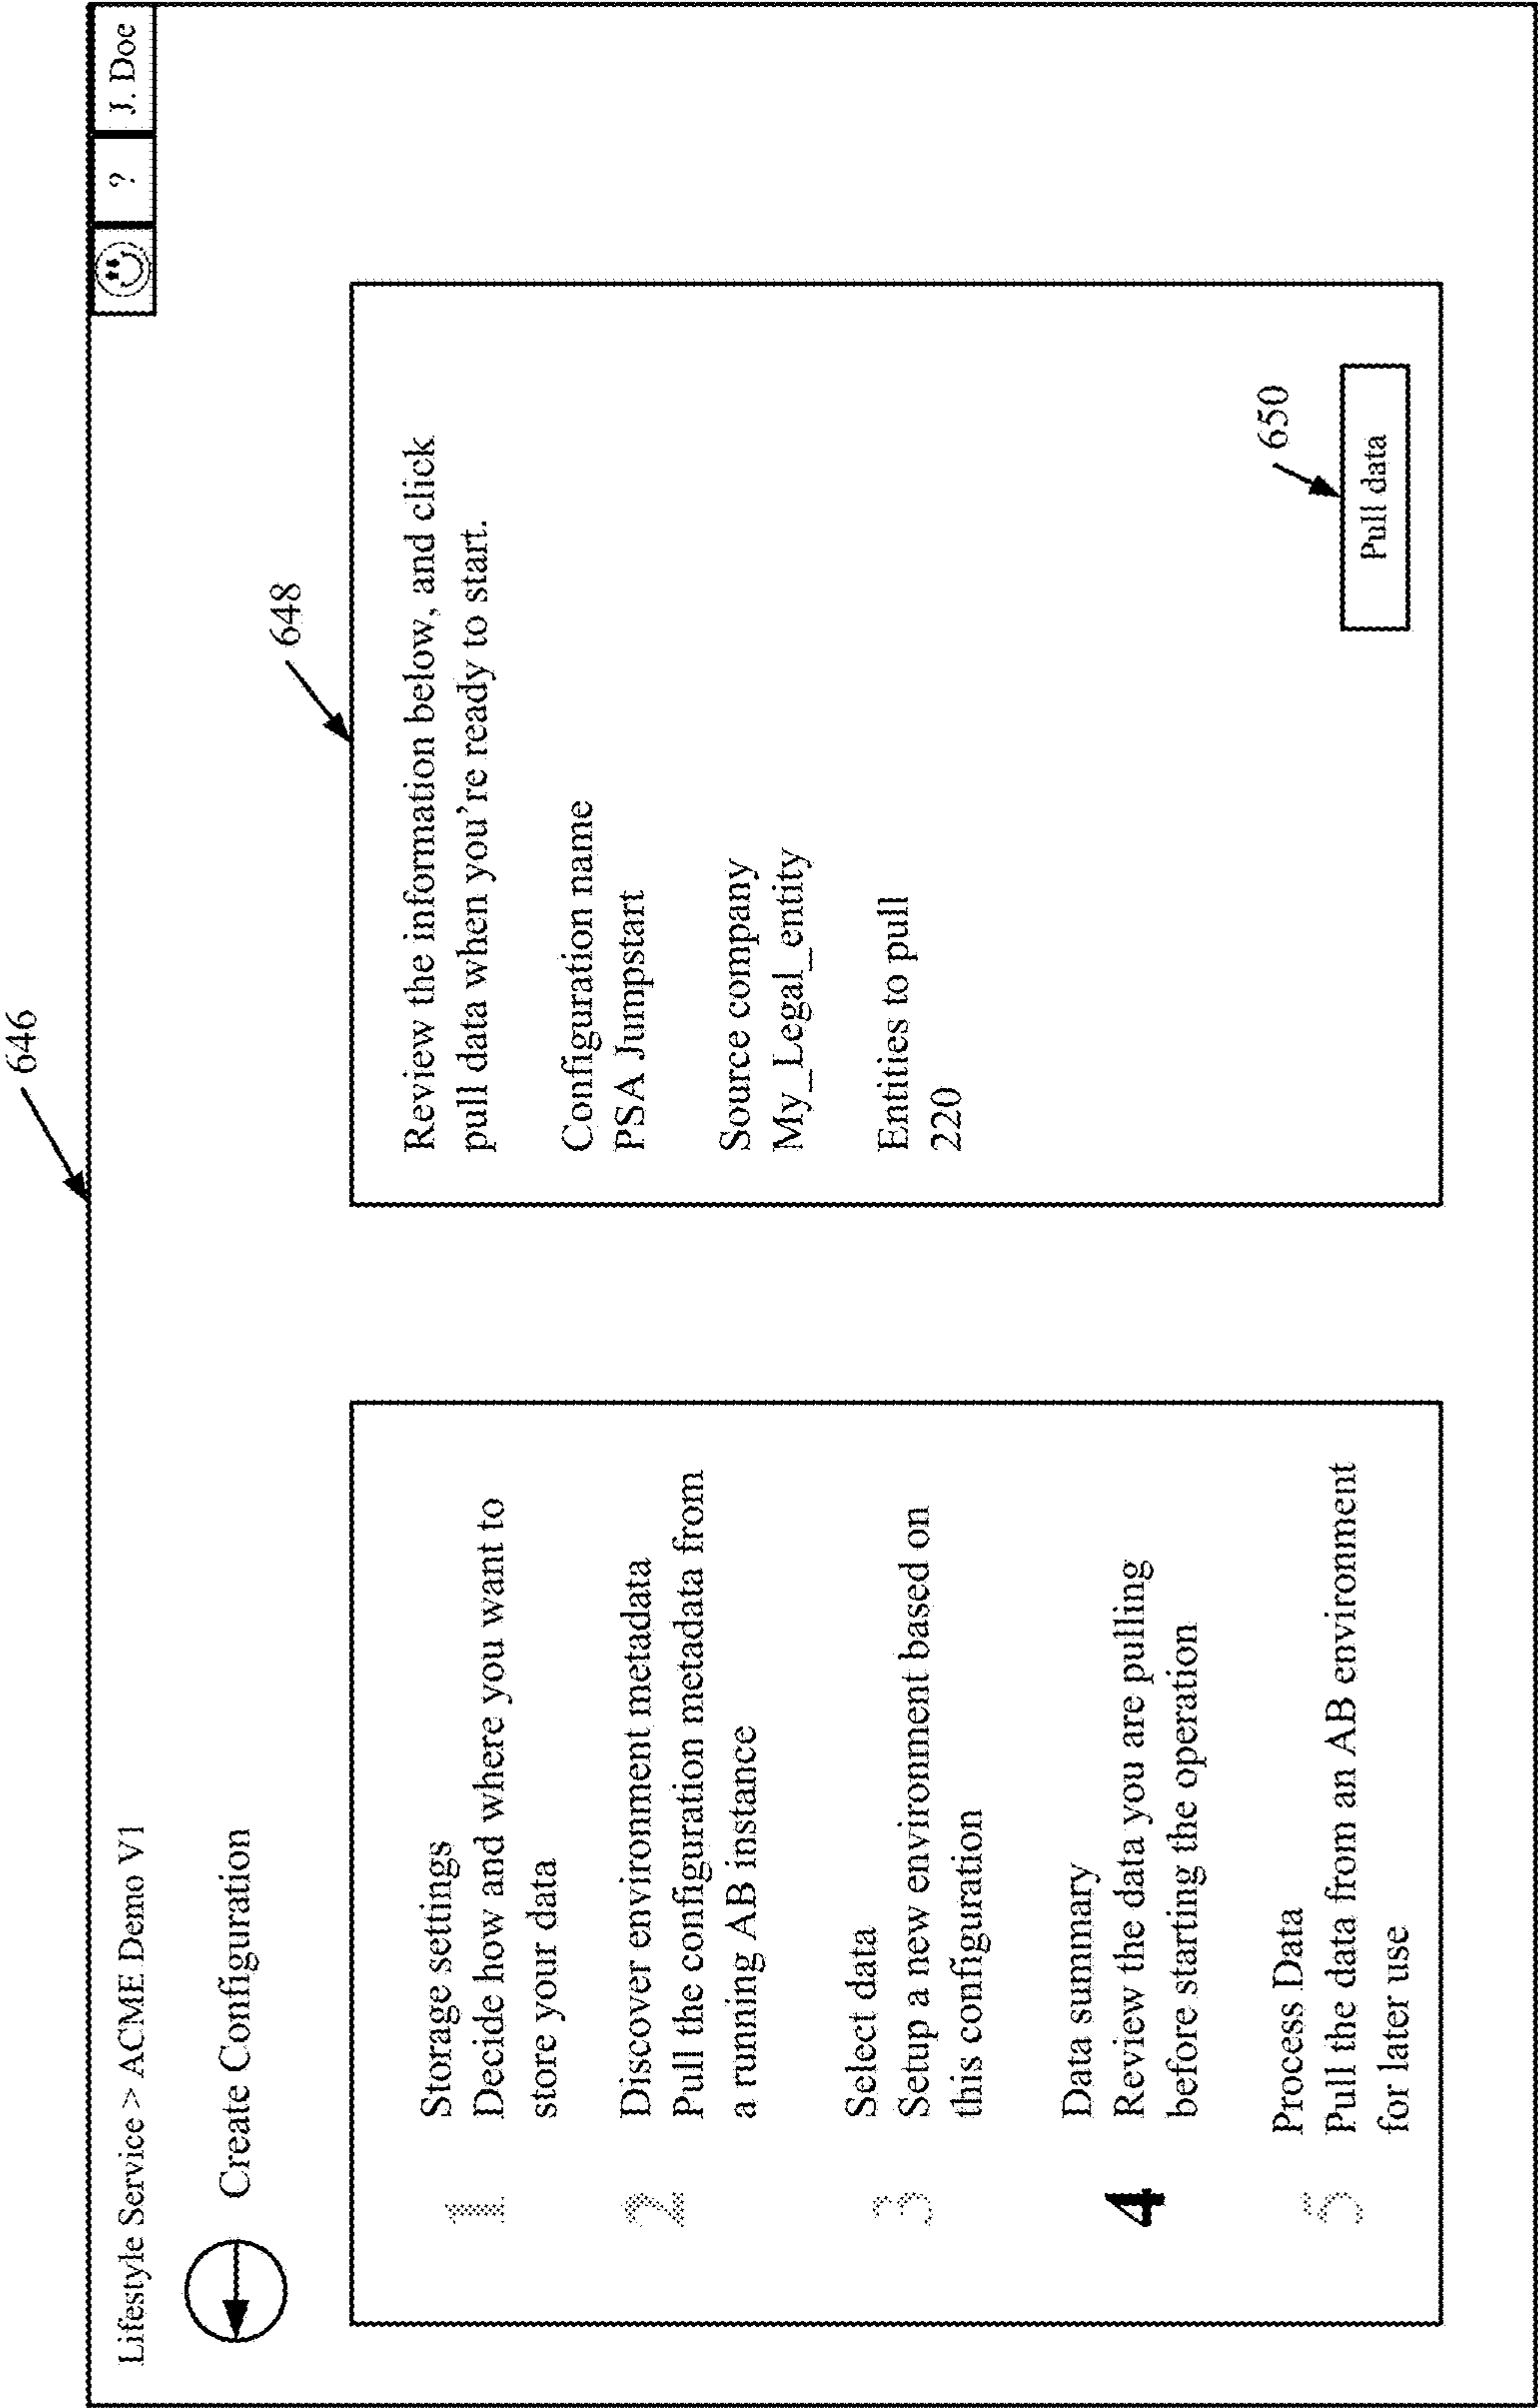 646
Lifestyle Service > ACME Demo V1
? J. Doe
Create Configuration
1
Storage settings
Decide how and where you want to
store your data
2
Discover environment metadata
Pull the configuration metadata from
a running AB instance
3
Select data
Setup a new environment based on
this configuration
4
Data summary
Review the data you are pulling
before starting the operation
5
Process Data
Pull the data from an AB environment
for later use
648
Review the information below, and click
pull data when you're ready to start.
Configuration name
PSA Jumpstart
Source company
My_Legal_entity
Entities to pull
220
650
Pull data